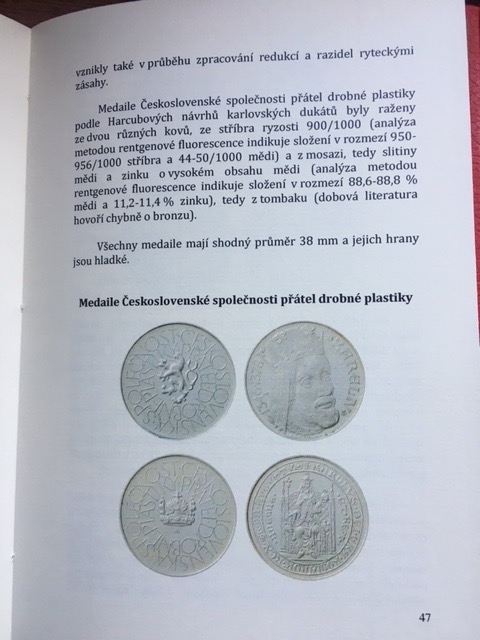 vznikly také v průběhu zpracování redukcí a razidel ryteckými
zásahy.
Medaile Československé společnosti přátel drobné plastiky
podle Harcubových návrhů karlovských dukátů byly raženy
ze dvou různých kovů, ze stříbra ryzosti 900/1000 (analýza
metodou rentgenové fluorescence indikuje složení v rozmezí 950-
956/1000 stříbra a 44-50/1000 mědi) a z mosazi, tedy slitiny
mědi a zinku o vysokém obsahu mědi (analýza metodou
rentgenové fluorescence indikuje složení v rozmezí 88,6-88,8 %
mědi a 11,2-11,4 % zinku), tedy z tombaku (dobová literatura
hovoří chybně o bronzu).
Všechny medaile mají shodný průměr 38 mm a jejich hrany
jsou hladké.
Medaile Československé společnosti přátel drobné plastiky
47